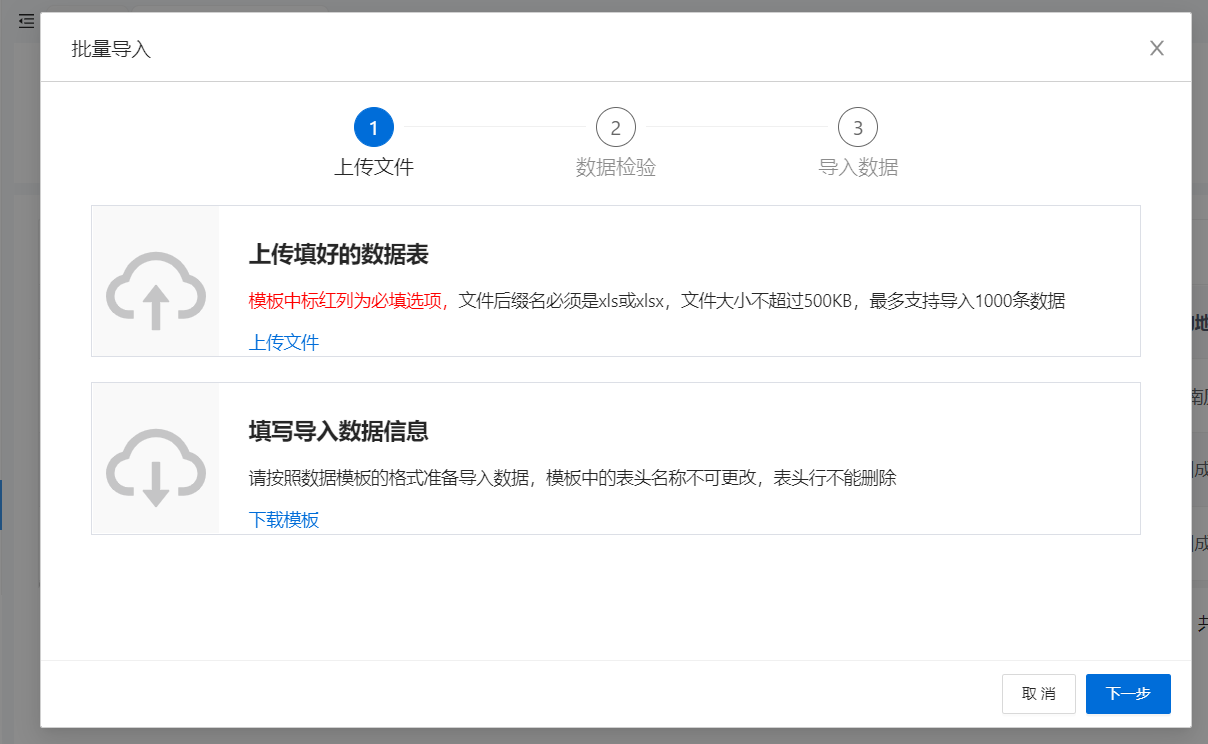 批量导入
1
2
3
上传文件
数据检验
导入数据
上传填好的数据表
模板中标红列为必填选项，文件后缀名必须是xls或xlsx，文件大小不超过500KB，最多支持导入1000条数据
上传文件
填写导入数据信息
请按照数据模板的格式准备导入数据，模板中的表头名称不可更改，表头行不能删除
下载模板
取 消
下一步